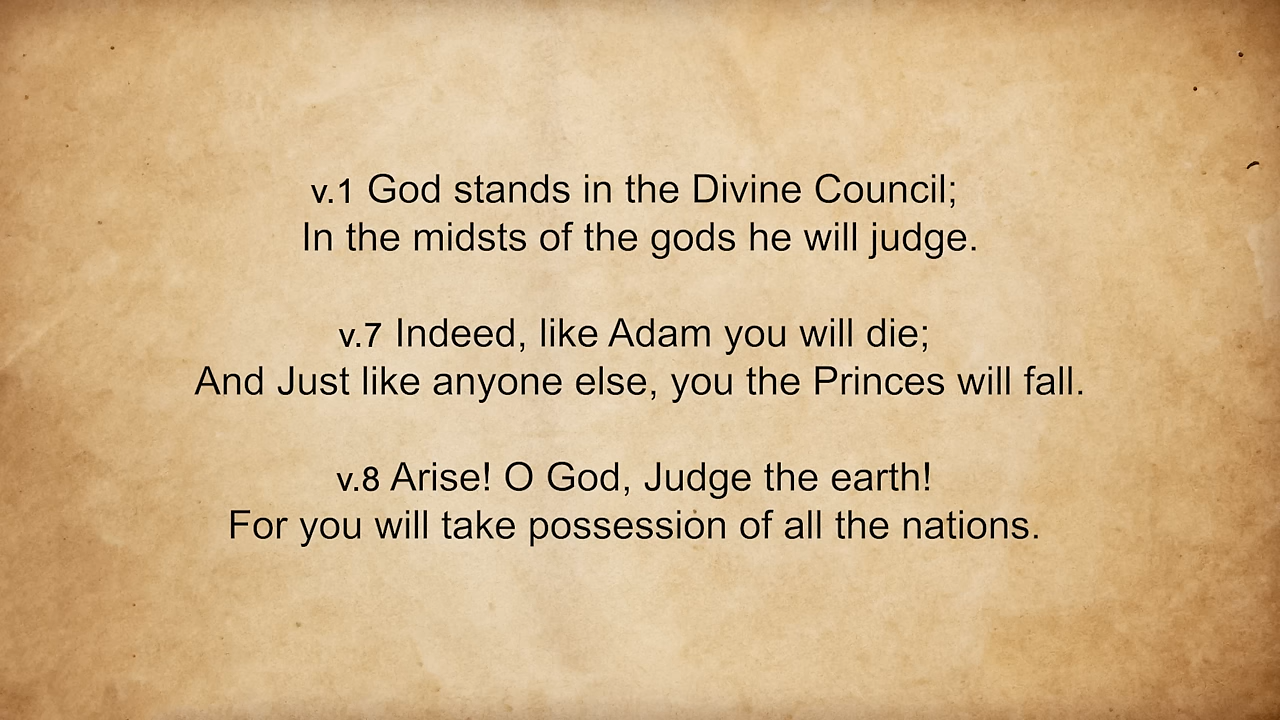 v.1 God stands in the Divine Council;
In the midsts of the gods he will judge.
v.7 Indeed, like Adam you will die;
And Just like anyone else, you the Princes will fall.
v.8 Arise! O God, Judge the earth!
For you will take possession of all the nations.